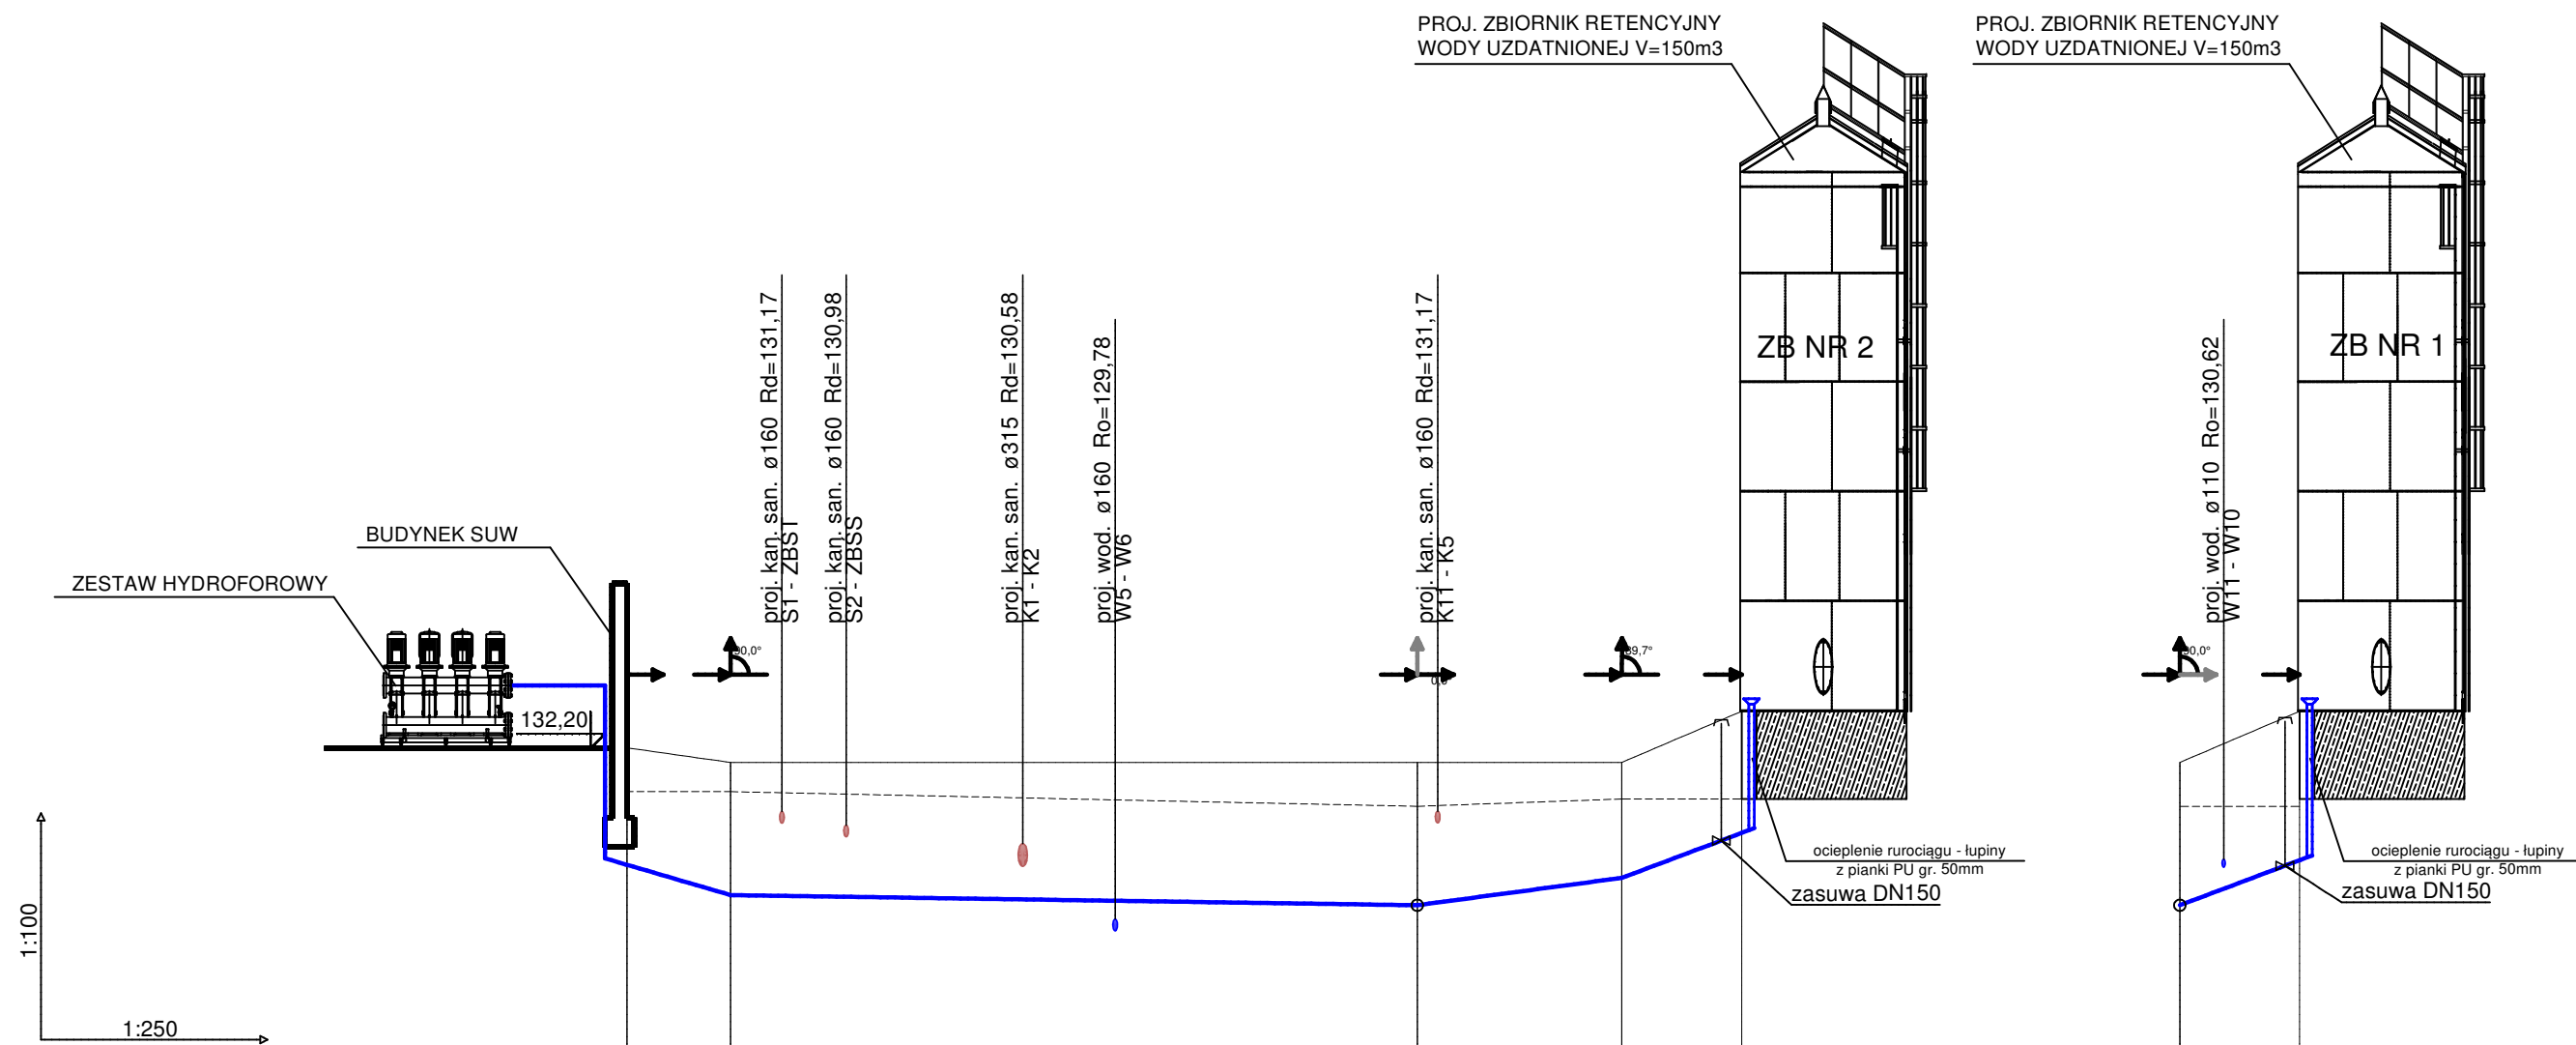 PROJ. ZBIORNIK RETENCYJNY
WODY UZDATNIONEJ V=150m3
PROJ. ZBIORNIK RETENCYJNY
WODY UZDATNIONEJ V=150m3
BUDYNEK SUW
ZESTAW HYDROFOROWY
132,20
proj. kan. san. ø160 Rd=131,17
S1 - ZBST
proj. kan. san. ø160 Rd=130,98
S2 - ZBSS
proj. kan. san. ø315 Rd=130,58
K1 - K2
proj. wod. ø160 Ro=129,78
W5 - W6
proj. kan. san. ø160 Rd=131,17
K11 - K5
ZB NR 2
proj. wod. ø110 Ro=130,62
W11 - W10
ZB NR 1
90,0°
0,0°
89,7°
90,0°
ocieplenie rurociągu - łupiny
z pianki PU gr. 50mm
zasuwa DN150
ocieplenie rurociągu - łupiny
z pianki PU gr. 50mm
zasuwa DN150
1:100
1:250